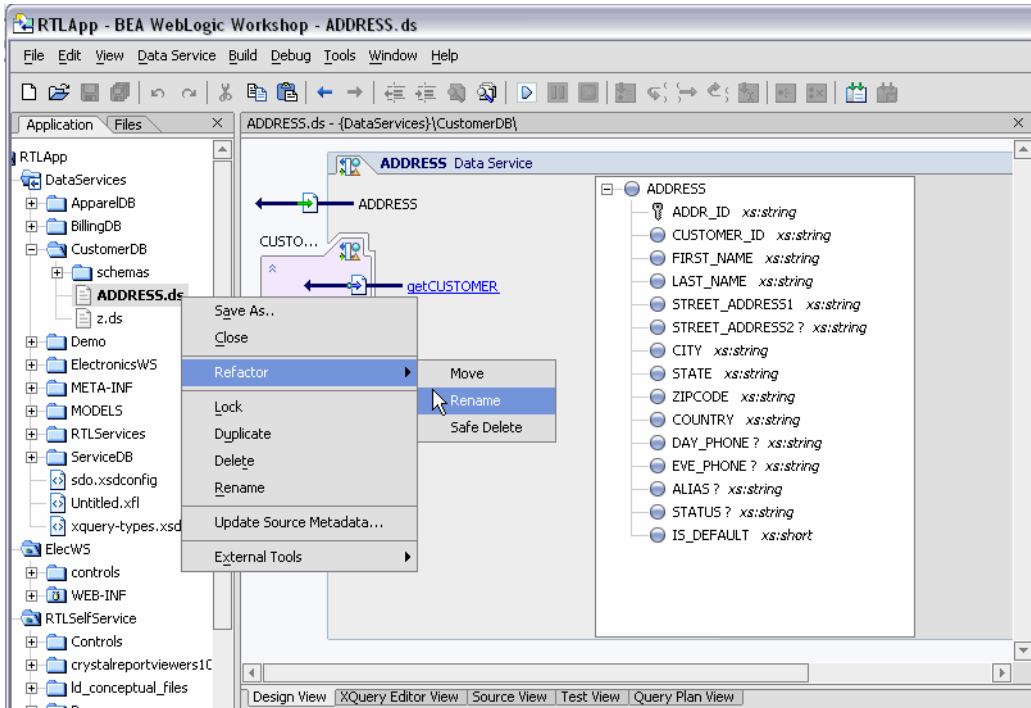 RTLApp - BEA WebLogic Workshop - ADDRESS.ds
File Edit View Data Service Build Debug Tools Window Help
Application Files
ADDRESS.ds - {DataServices}\CustomerDB\
RTLApp
DataServices
ApparelDB
BillingDB
CustomerDB
schemas
ADDRESS.ds
z.ds
Demo
ElectronicsWS
META-INF
MODELS
RTLServices
ServiceDB
sdo.xsdconfig
Untitled.xfl
xquery-types.xsd
ElecWS
controls
WEB-INF
RTLSelfService
Controls
crystalreportviewers10
ld_conceptual_files
Save As..
Close
Refactor
Lock
Duplicate
Delete
Rename
Update Source Metadata...
External Tools
Move
Rename
Safe Delete
ADDRESS Data Service
ADDRESS
CUSTO...
getCUSTOMER
ADDRESS
ADDR_ID xs:string
CUSTOMER_ID xs:string
FIRST_NAME xs:string
LAST_NAME xs:string
STREET_ADDRESS1 xs:string
STREET_ADDRESS2 ? xs:string
CITY xs:string
STATE xs:string
ZIPCODE xs:string
COUNTRY xs:string
DAY_PHONE ? xs:string
EVE_PHONE ? xs:string
ALIAS ? xs:string
STATUS ? xs:string
IS_DEFAULT xs:short
Design View XQuery Editor View Source View Test View Query Plan View